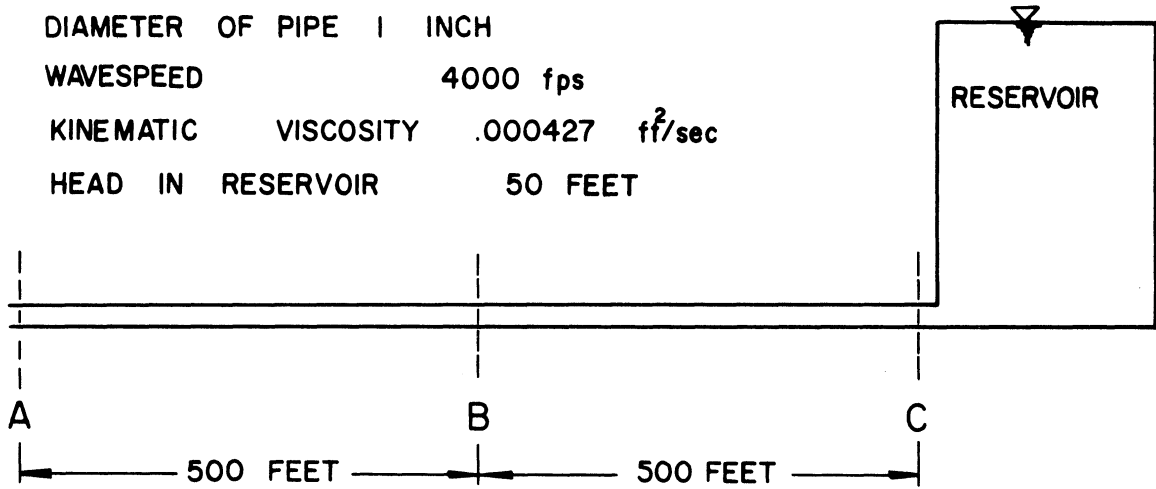 DIAMETER OF PIPE 1 INCH
WAVESPEED 4000 fps
KINEMATIC VISCOSITY .000427 ft²/sec
HEAD IN RESERVOIR 50 FEET
RESERVOIR
A B C
500 FEET 500 FEET